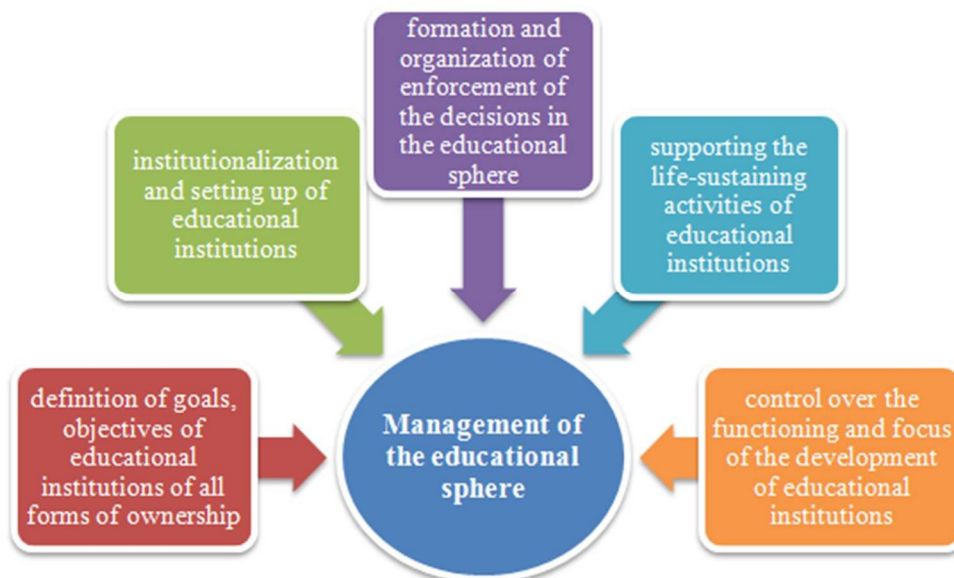 formation and
organization of
enforcement of
the decisions in
the educational
sphere
institutionalization
and setting up of
educational
institutions
supporting the
life-sustaining
activities of
educational
institutions
definition of goals,
objectives of
educational
institutions of all
forms of ownership
Management of
the educational
sphere
control over the
functioning and focus
of the development
of educational
institutions